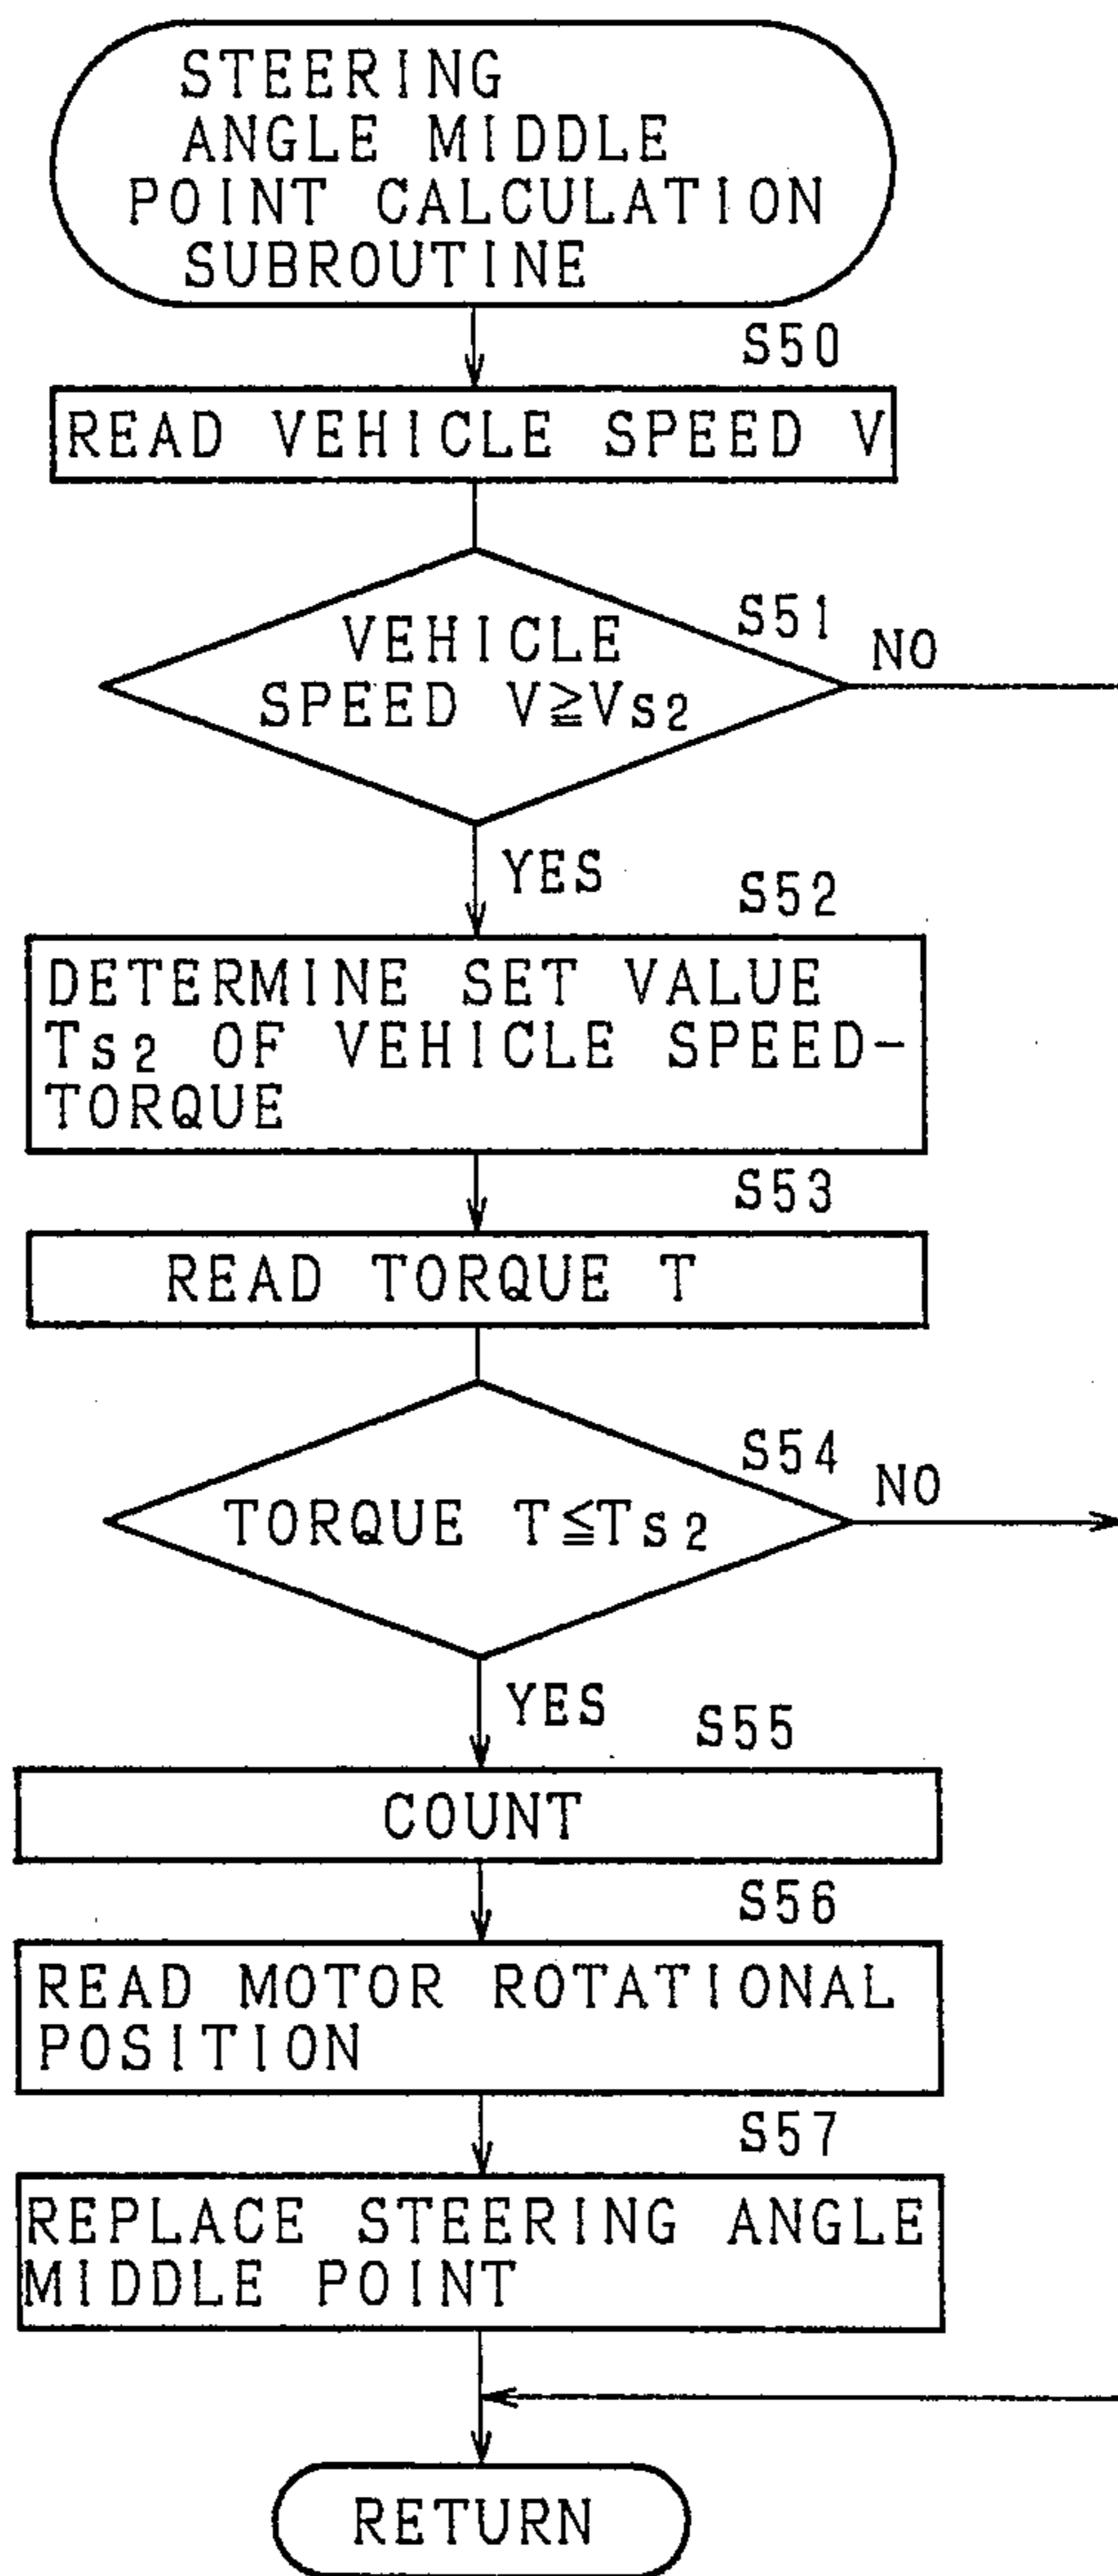 STEERING
ANGLE MIDDLE
POINT CALCULATION
SUBROUTINE
S50
READ VEHICLE SPEED V
S51
NO
VEHICLE
SPEED V≧Vs2
YES
S52
DETERMINE SET VALUE
Ts2 OF VEHICLE SPEED-
TORQUE
S53
READ TORQUE T
S54
NO
TORQUE T≦Ts2
YES
S55
COUNT
S56
READ MOTOR ROTATIONAL
POSITION
S57
REPLACE STEERING ANGLE
MIDDLE POINT
RETURN